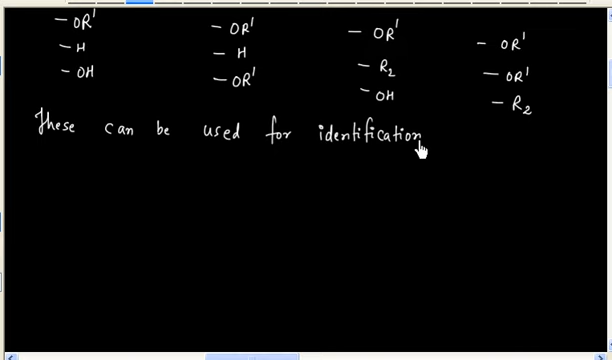 - OR' - OR' - OR' - OR'
- H - H - R2 - OR'
- OH - OR' - OH - R2
These can be used for identification